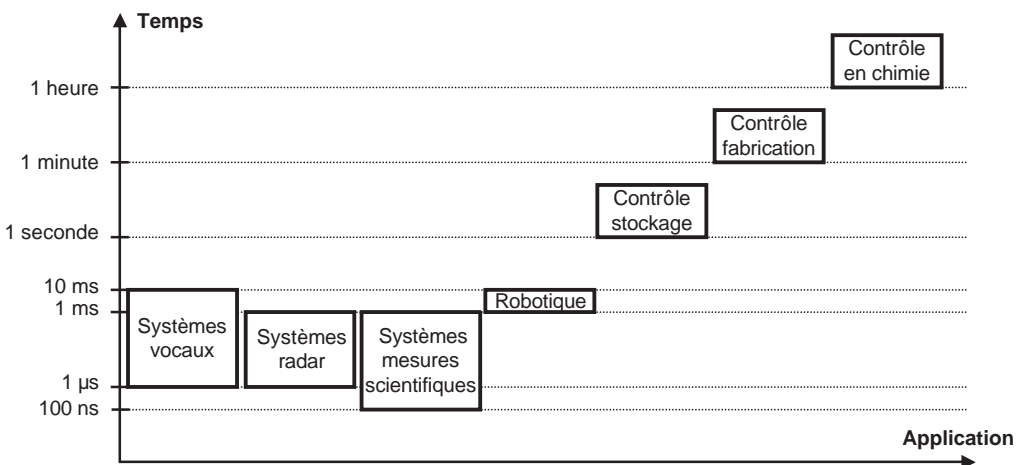 Temps
Contrôle
en chimie
1 heure
Contrôle
fabrication
1 minute
Contrôle
stockage
1 seconde
10 ms
1 ms
Robotique
Systèmes
vocaux
Systèmes
radar
Systèmes
mesures
scientifiques
1 µs
100 ns
Application